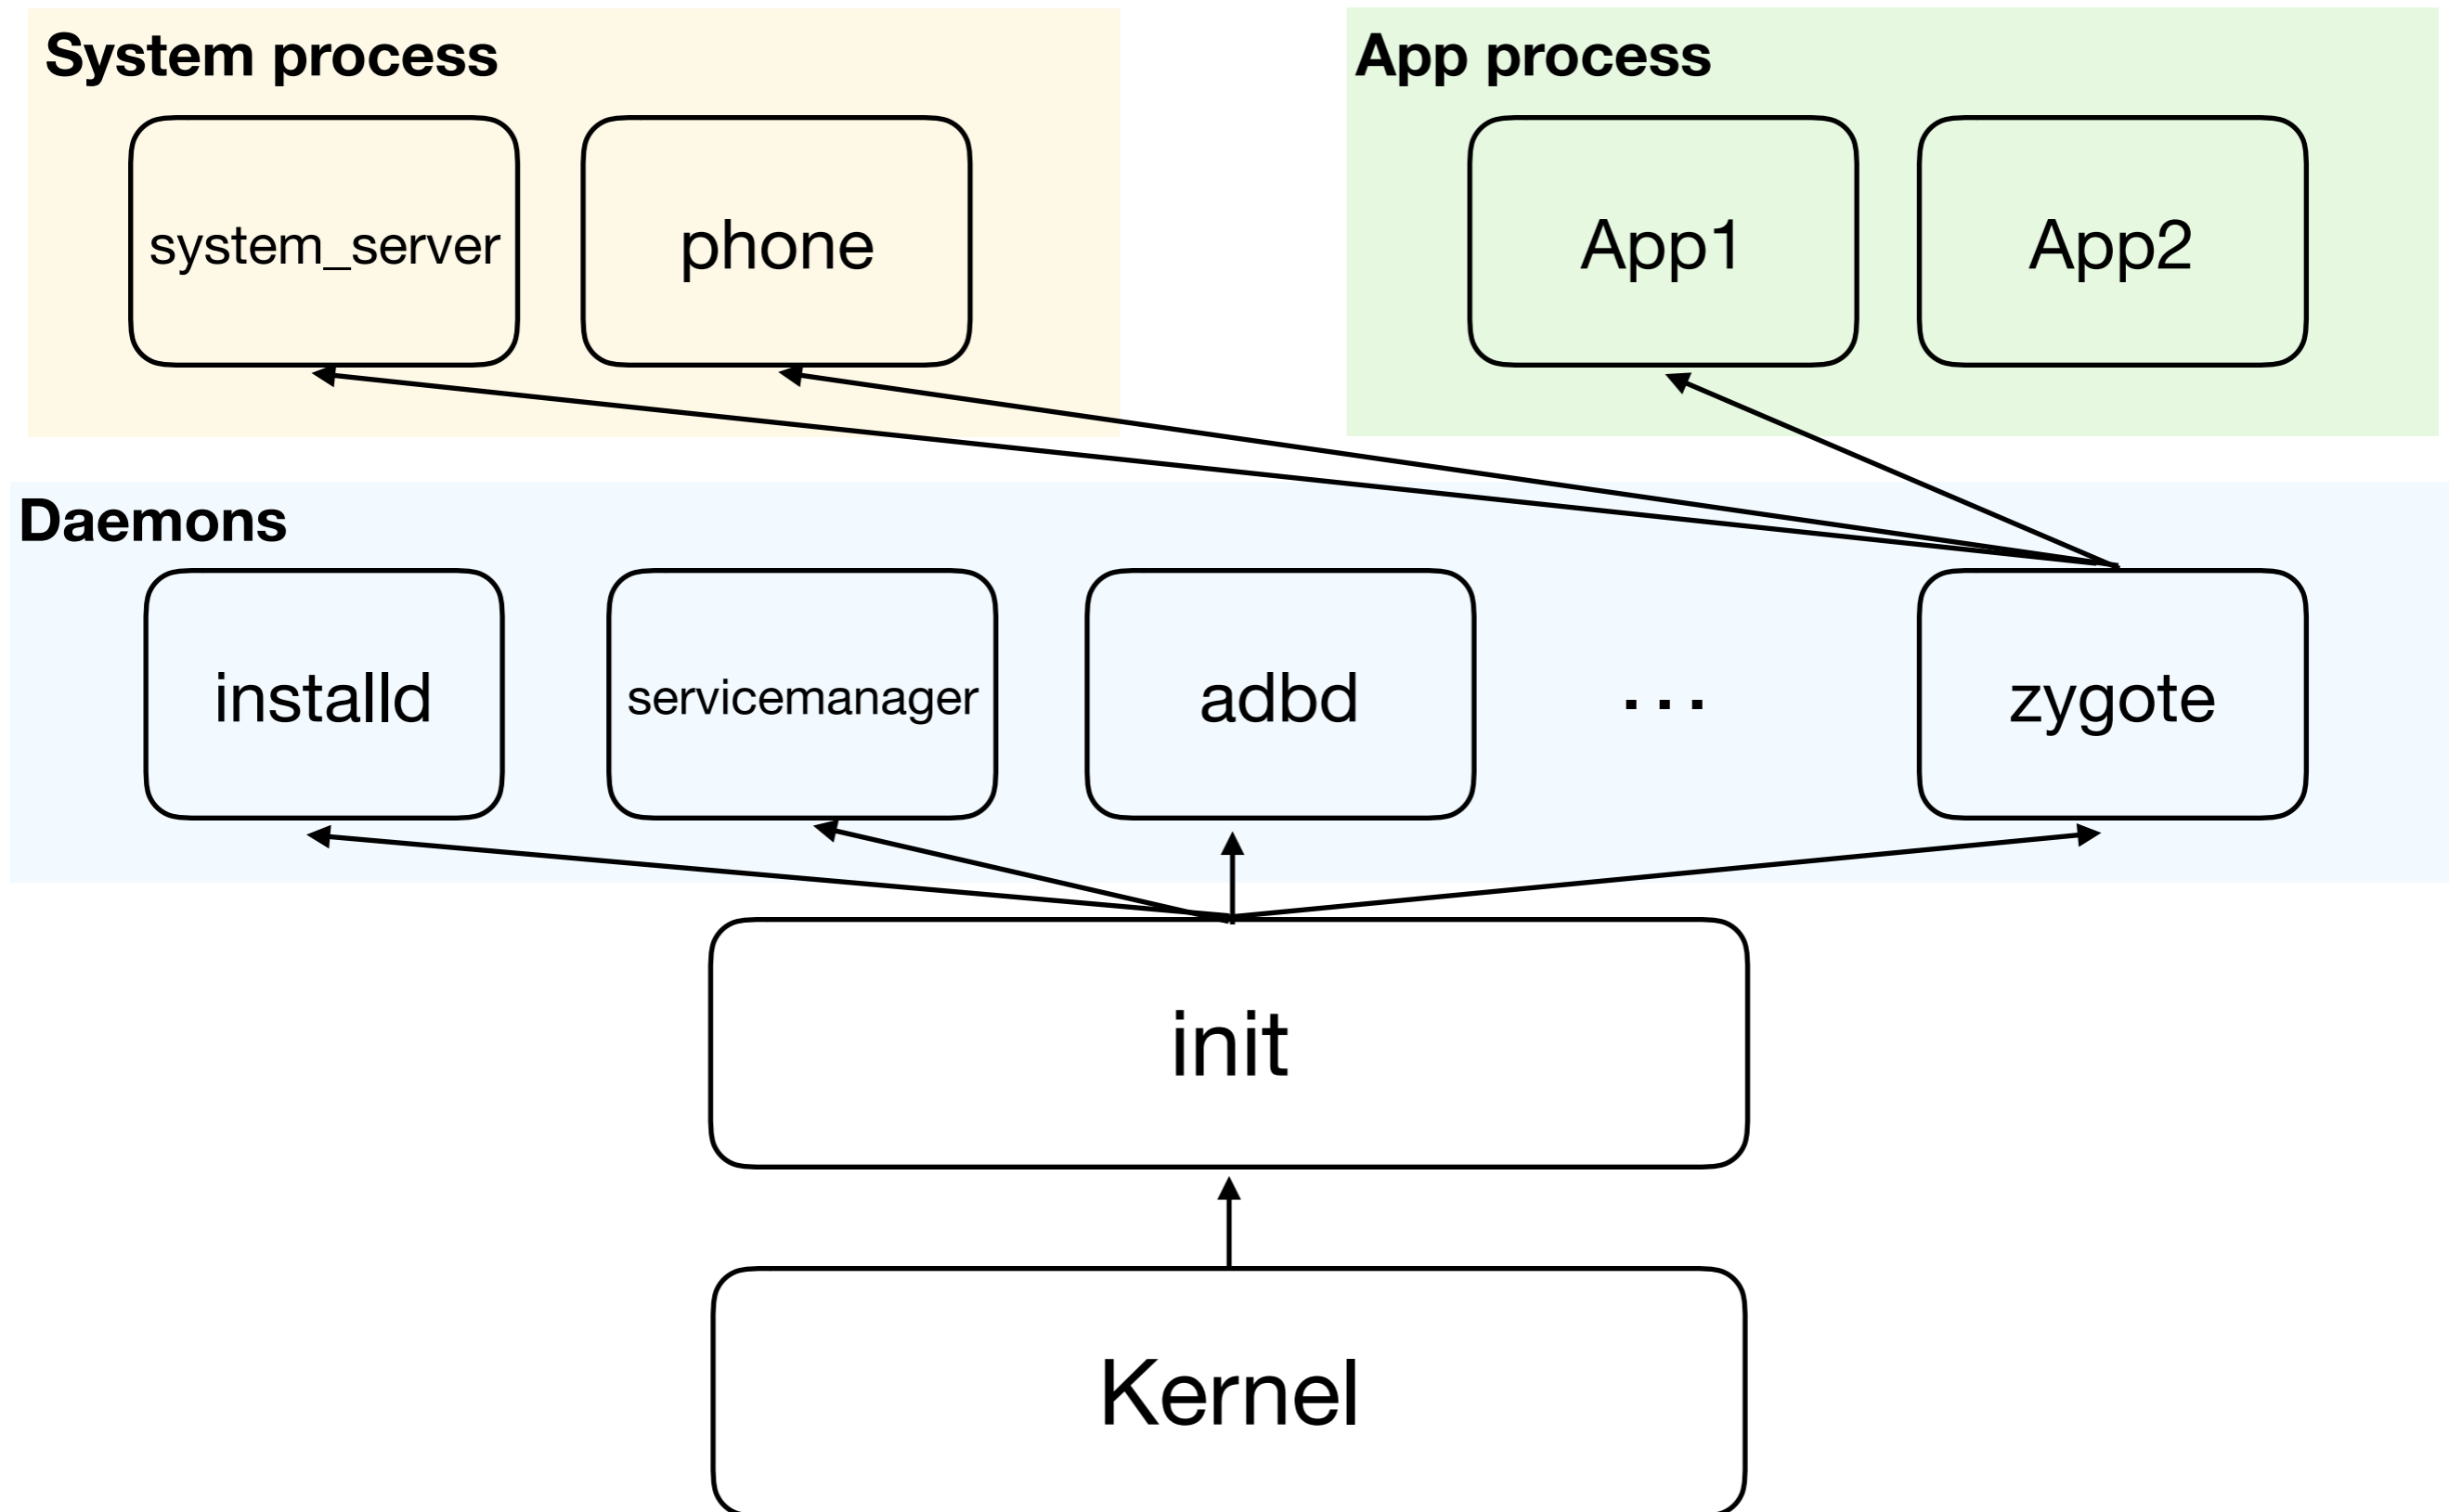 System process
App process
system_server
phone
App1
App2
Daemons
installd
servicemanager
adbd
...
zygote
init
Kernel